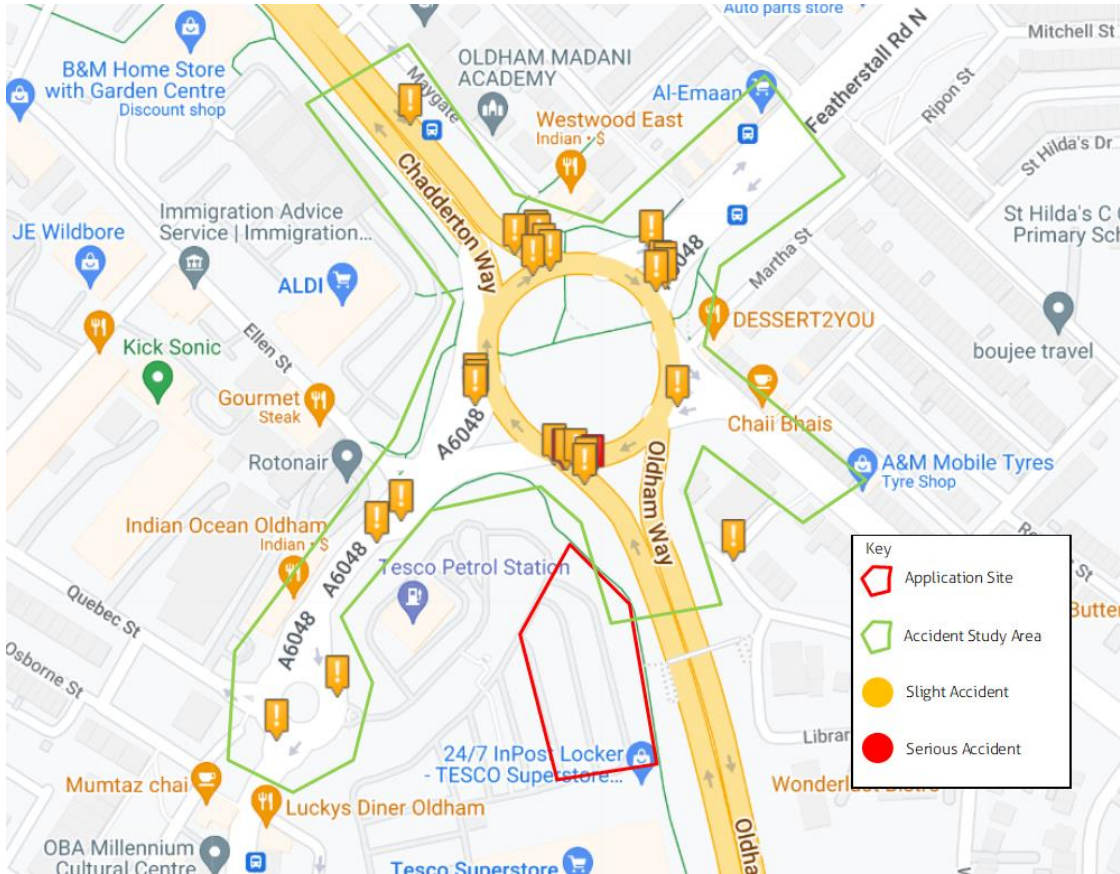 Auto parts store
Mitchell St
B&M Home Store
with Garden Centre
Discount shop
OLDHAM MADANI
ACADEMY
Maygate
Al-Emaan
Featherstall Rd N
Ripon St
Westwood East
Indian • $
St Hilda's Dr
Chadderton Way
Immigration Advice
Service | Immigration...
St Hilda's C
Primary Sch
JE Wildbore
ALDI
Martha St
DESSERT2YOU
boujee travel
Kick Sonic
Ellen St
Gourmet
Steak
A6048
Chaii Bhais
Rotonair
Oldham Way
A&M Mobile Tyres
Tyre Shop
Indian Ocean Oldham
Indian • $
A6048
Tesco Petrol Station
Key
Application Site
Accident Study Area
Slight Accident
Serious Accident
Quebec St
A6048
Osborne St
24/7 InPost Locker
- TESCO Superstore...
Mumtaz chai
Luckys Diner Oldham
OBA Millennium
Cultural Centre
Tesco Superstore